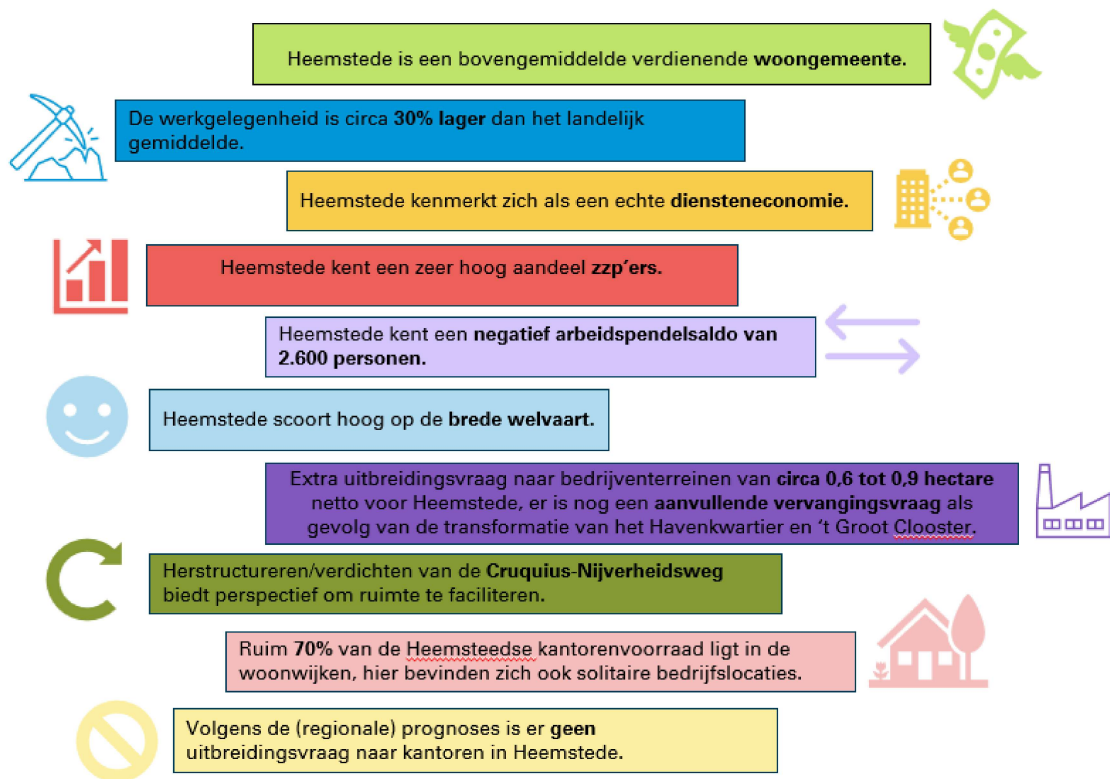 Heemstede is een bovengemiddelde verdienende woongemeente.
De werkgelegenheid is circa 30% lager dan het landelijk
gemiddelde.
Heemstede kenmerkt zich als een echte diensteneconomie.
Heemstede kent een zeer hoog aandeel zzp’ers.
Heemstede kent een negatief arbeidspendelsaldo van
2.600 personen.
Heemstede scoort hoog op de brede welvaart.
Extra uitbreidingsvraag naar bedrijventerreinen van circa 0,6 tot 0,9 hectare
netto voor Heemstede, er is nog een aanvullende vervangingsvraag als
gevolg van de transformatie van het Havenkwartier en ‘t Groot Clooster.
Herstructureren/verdichten van de Cruquius-Nijverheidsweg
biedt perspectief om ruimte te faciliteren.
Ruim 70% van de Heemsteedse kantorenvoorraad ligt in de
woonwijken, hier bevinden zich ook solitaire bedrijfslocaties.
Volgens de (regionale) prognoses is er geen
uitbreidingsvraag naar kantoren in Heemstede.